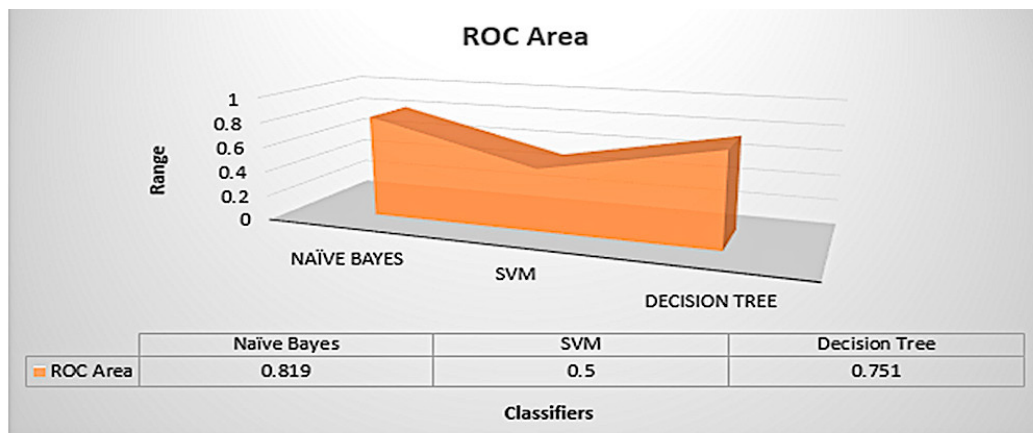 ROC Area
1
0.8
0.6
0.4
0.2
0
Range
NAÏVE BAYES
SVM
DECISION TREE
Naïve Bayes SVM Decision Tree
ROC Area 0.819 0.5 0.751
Classifiers